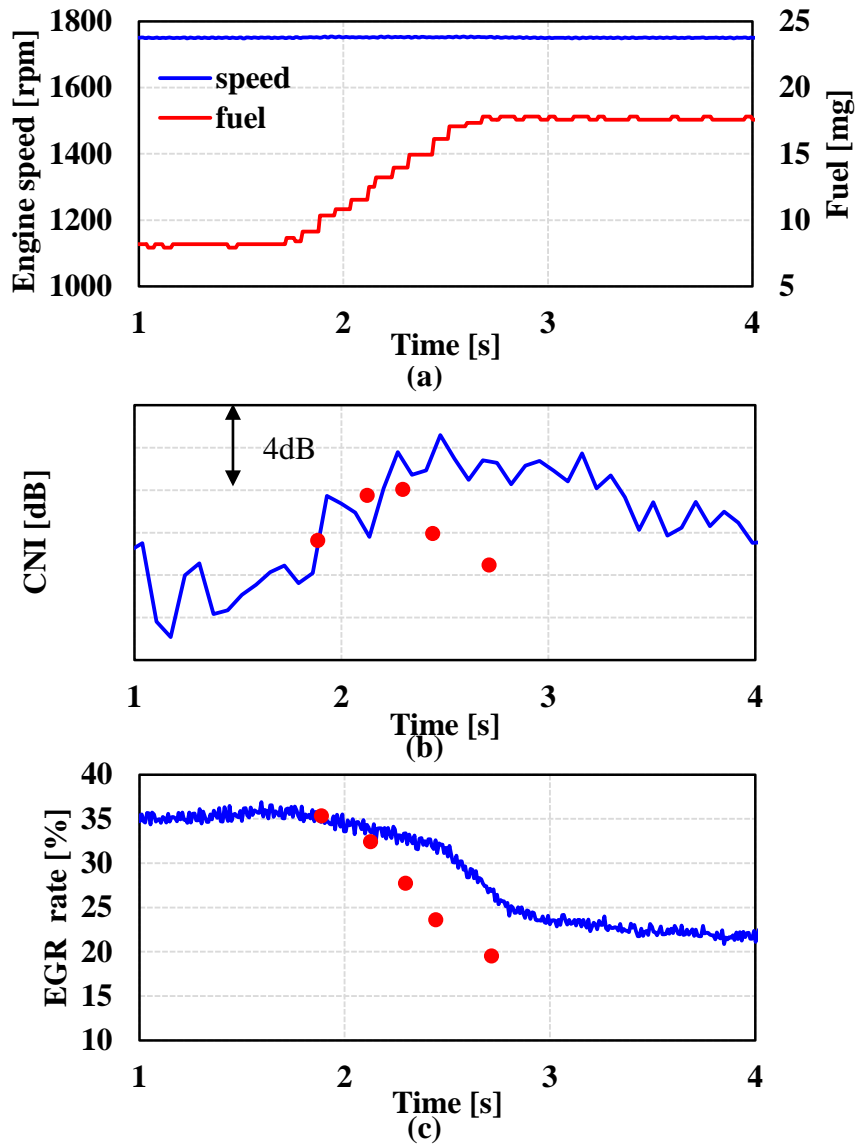 1800
1600
1400
1200
1000
Engine speed [rpm]
speed
fuel
25
20
15
10
5
Fuel [mg]
1 2 3 4
Time [s]
(a)
CNI [dB]
4dB
1 2 3 4
Time [s]
(b)
40
35
30
25
20
15
10
EGR rate [%]
1 2 3 4
Time [s]
(c)